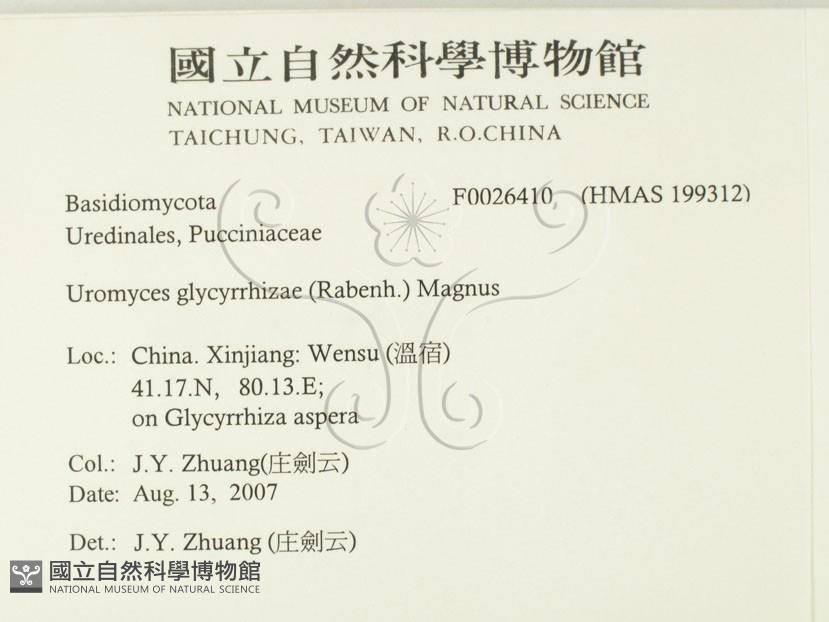 國立自然科學博物館
NATIONAL MUSEUM OF NATURAL SCIENCE
TAICHUNG, TAIWAN, R.O.CHINA
Basidiomycota F0026410 (HMAS 199312)
Uredinales, Pucciniaceae
Uromyces glycyrrhizae (Rabenh.) Magnus
Loc.: China. Xinjiang: Wensu (溫宿)
41.17.N, 80.13.E;
on Glycyrrhiza aspera
Col.: J.Y. Zhuang(庄劍云)
Date: Aug. 13, 2007
Det.: J.Y. Zhuang (庄劍云)
國立自然科學博物館
NATIONAL MUSEUM OF NATURAL SCIENCE